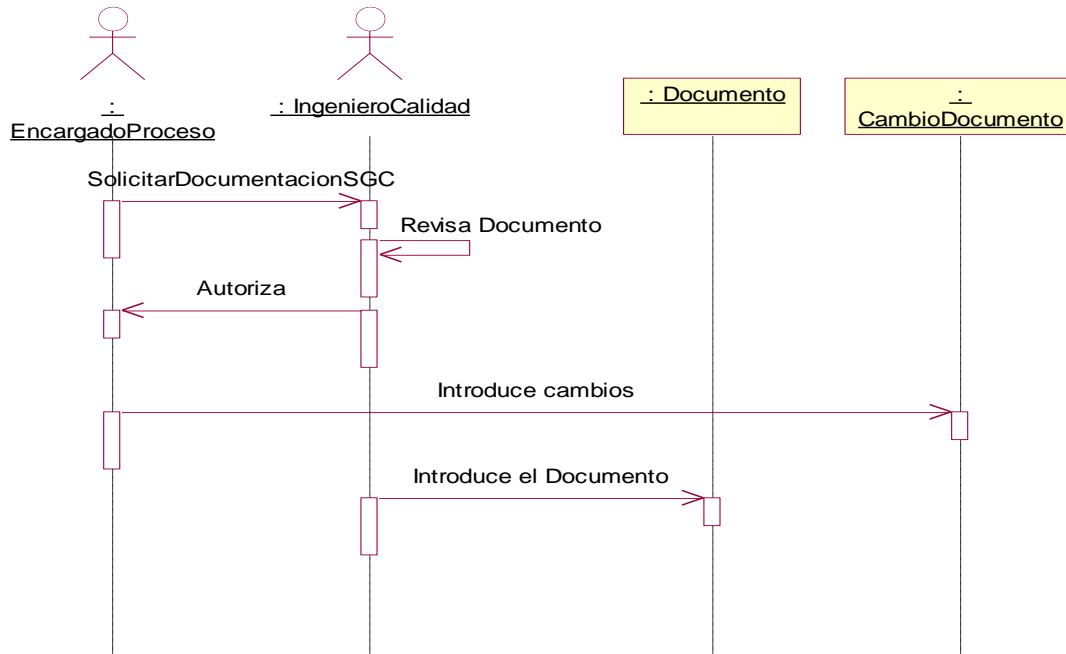 :
EncargadoProceso
: IngenieroCalidad
: Documento
:
CambioDocumento
SolicitarDocumentacionSGC
Revisa Documento
Autoriza
Introduce cambios
Introduce el Documento